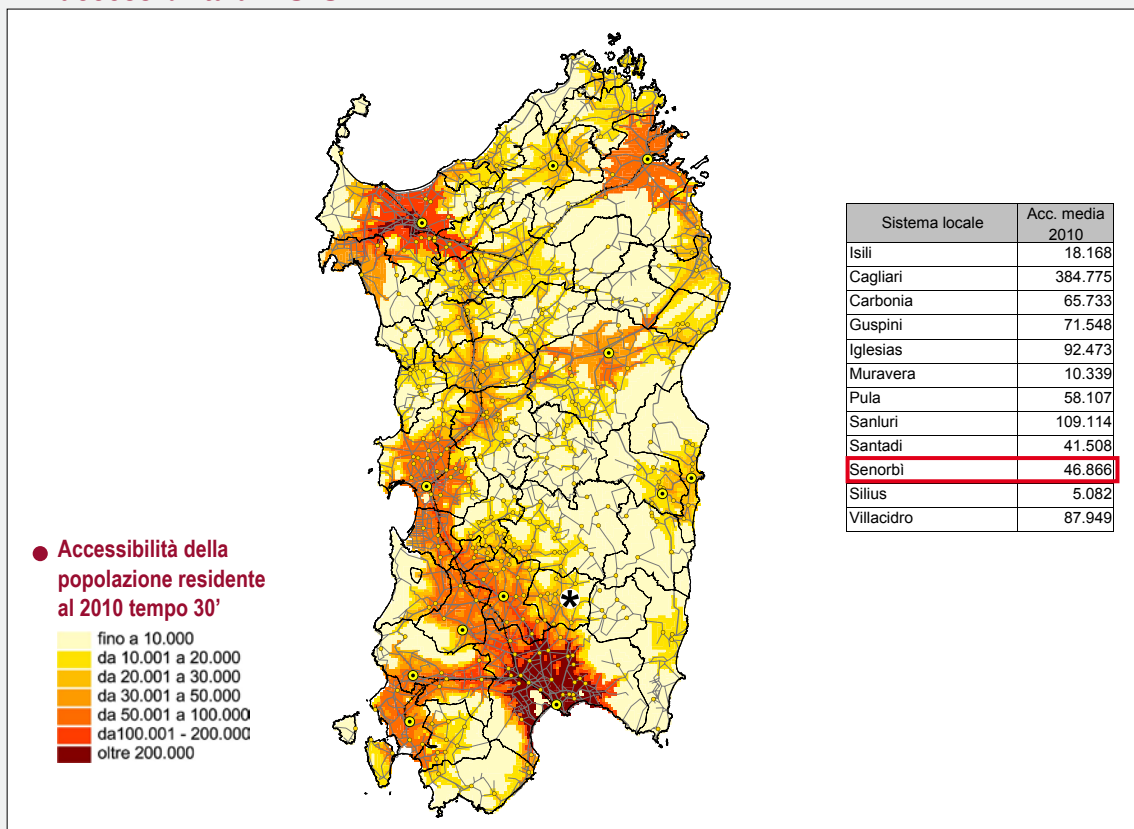 Sistema locale Acc. media 2010
Isili 18.168
Cagliari 384.775
Carbonia 65.733
Guspini 71.548
Iglesias 92.473
Muravera 10.339
Pula 58.107
Sanluri 109.114
Santadi 41.508
Senorbì 46.866
Silius 5.082
Villacidro 87.949
*
● Accessibilità della
popolazione residente
al 2010 tempo 30’
fino a 10.000
da 10.001 a 20.000
da 20.001 a 30.000
da 30.001 a 50.000
da 50.001 a 100.000
da100.001 - 200.000
oltre 200.000